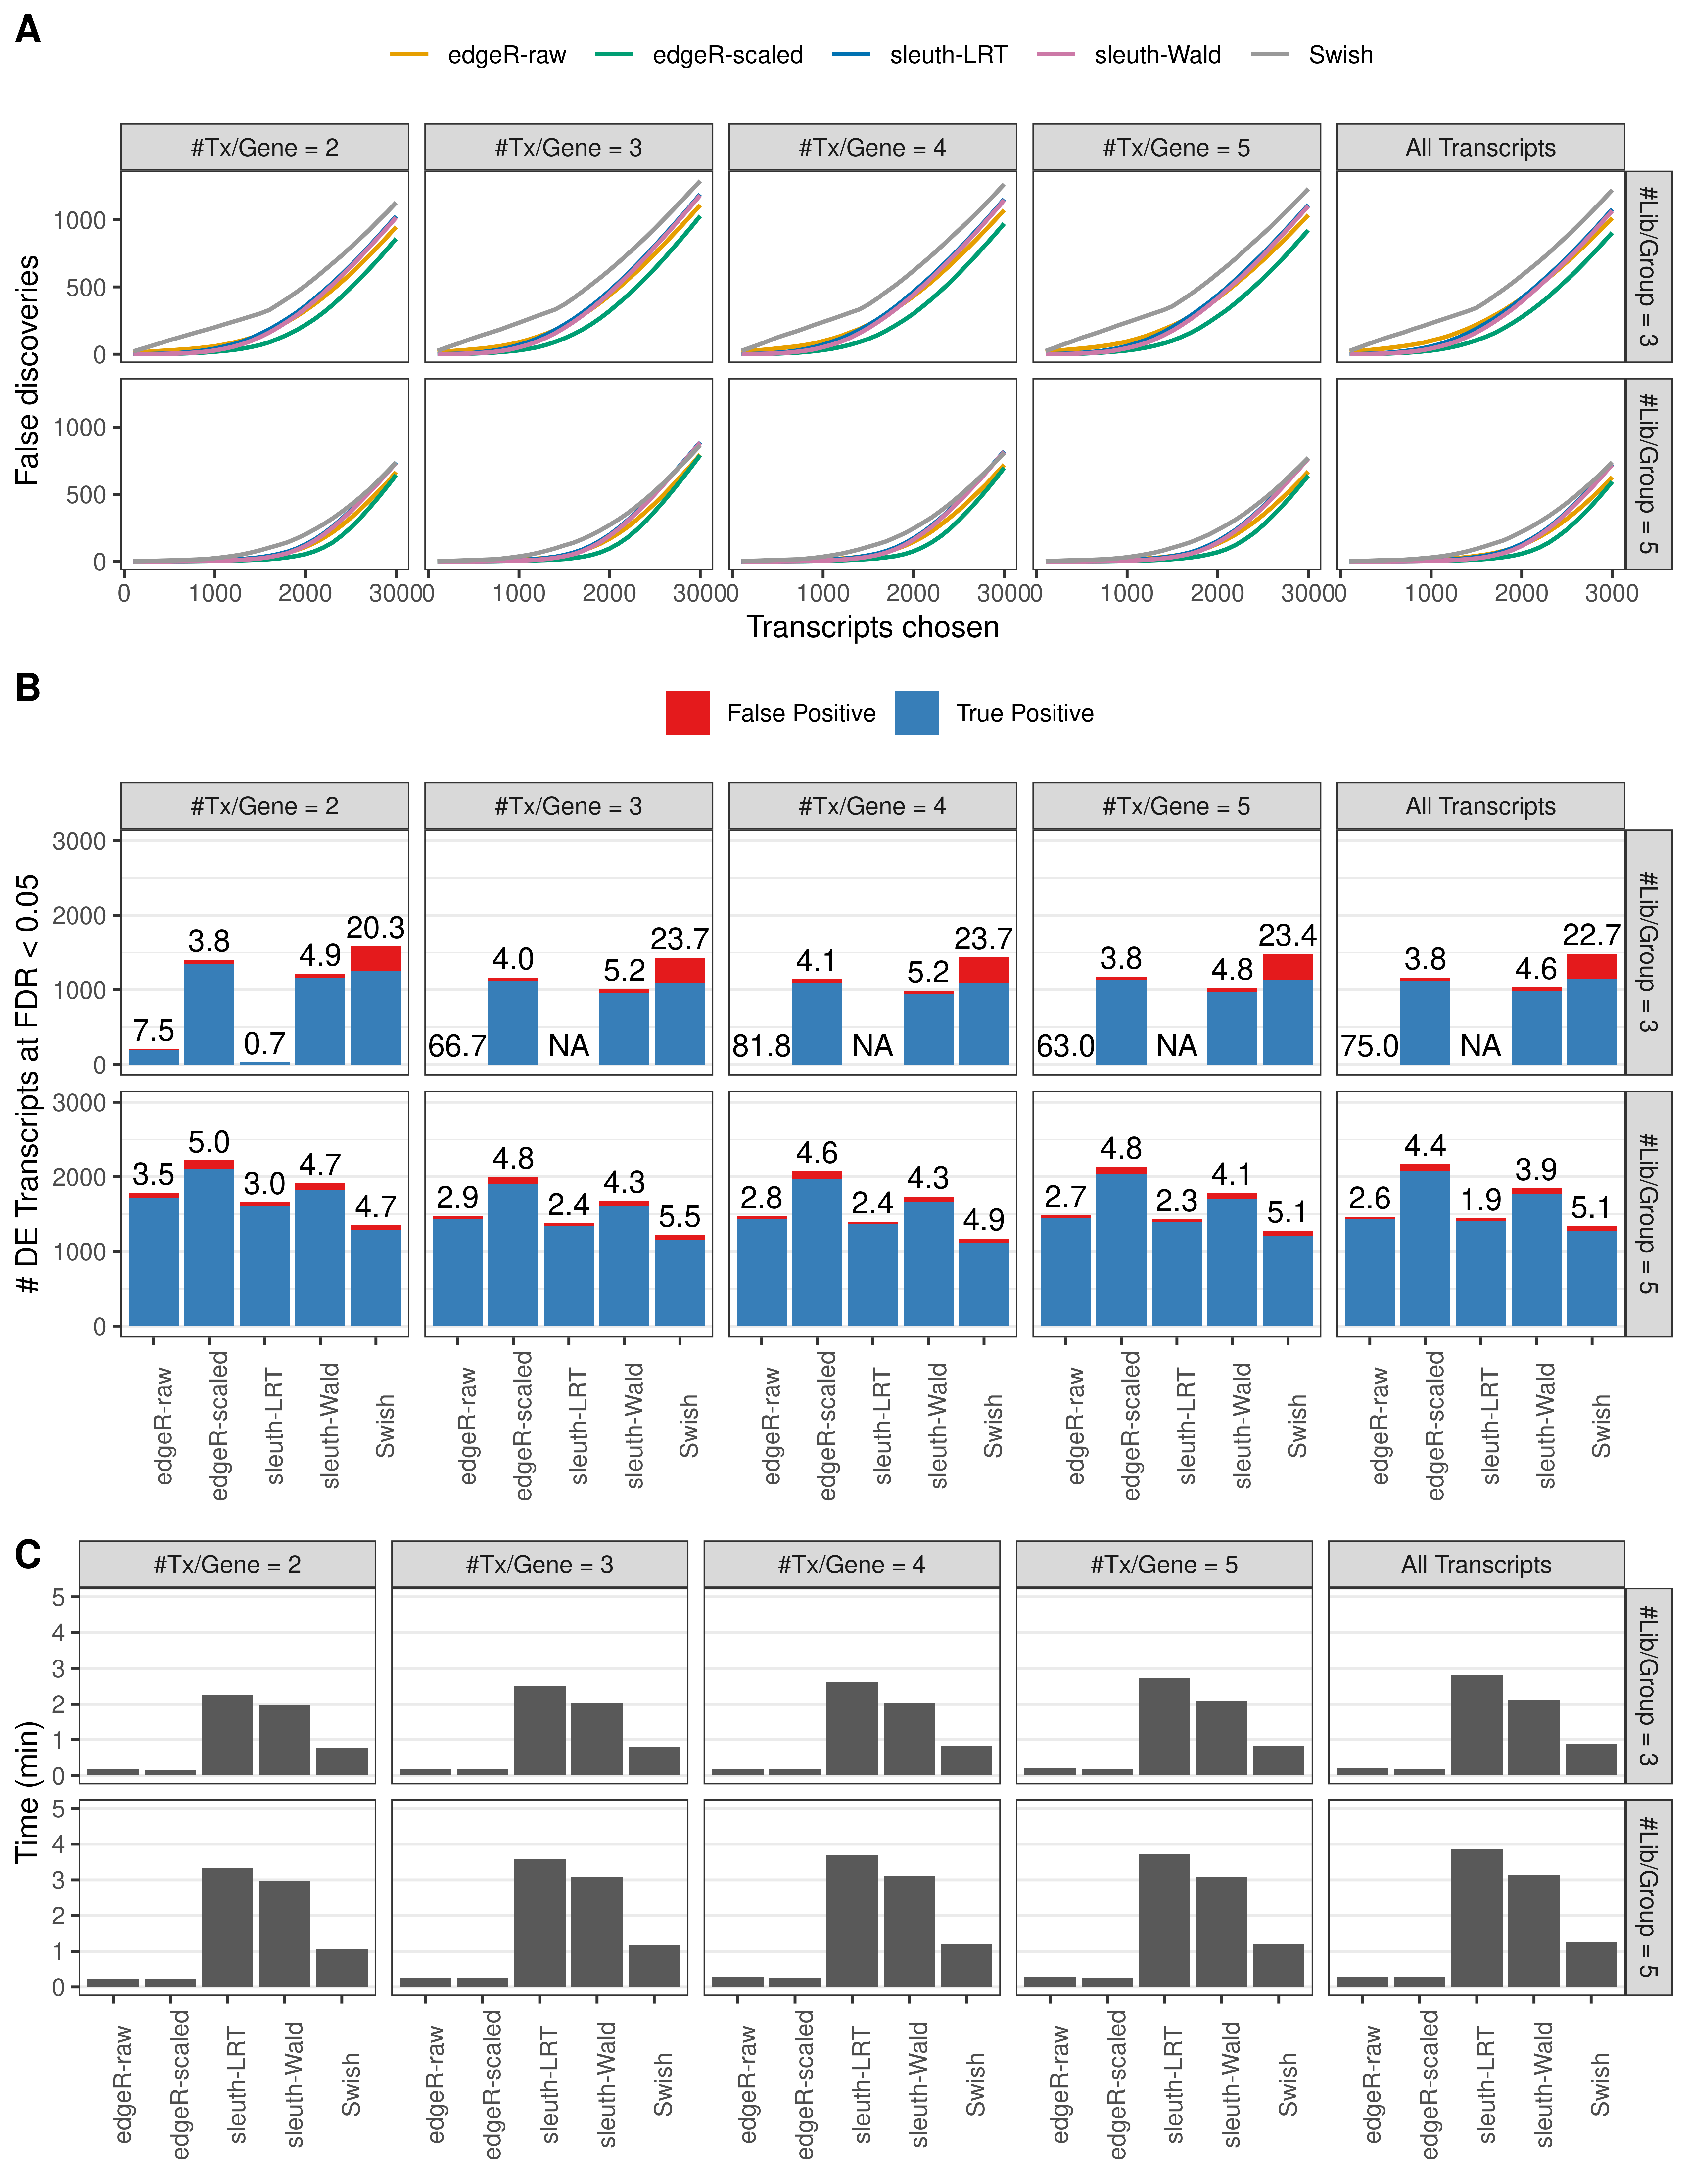 A
edgeR-raw edgeR-scaled sleuth-LRT sleuth-Wald Swish
#Tx/Gene = 2 #Tx/Gene = 3 #Tx/Gene = 4 #Tx/Gene = 5 All Transcripts
False discoveries
1000
500
0
#Lib/Group = 3
1000
500
0
#Lib/Group = 5
0 1000 2000 3000 0 1000 2000 3000 0 1000 2000 3000 0 1000 2000 3000 0 1000 2000 3000
Transcripts chosen
B
False Positive True Positive
#Tx/Gene = 2 #Tx/Gene = 3 #Tx/Gene = 4 #Tx/Gene = 5 All Transcripts
# DE Transcripts at FDR < 0.05
3000
2000
1000
0
7.5 3.8 0.7 4.9 20.3
66.7 4.0 NA 5.2 23.7
81.8 4.1 NA 5.2 23.7
63.0 3.8 NA 4.8 23.4
75.0 3.8 NA 4.6 22.7
#Lib/Group = 3
3000
2000
1000
0
3.5 5.0 3.0 4.7 4.7
2.9 4.8 2.4 4.3 5.5
2.8 4.6 2.4 4.3 4.9
2.7 4.8 2.3 4.1 5.1
2.6 4.4 1.9 3.9 5.1
#Lib/Group = 5
edgeR-raw edgeR-scaled sleuth-LRT sleuth-Wald Swish
edgeR-raw edgeR-scaled sleuth-LRT sleuth-Wald Swish
edgeR-raw edgeR-scaled sleuth-LRT sleuth-Wald Swish
edgeR-raw edgeR-scaled sleuth-LRT sleuth-Wald Swish
edgeR-raw edgeR-scaled sleuth-LRT sleuth-Wald Swish
C
#Tx/Gene = 2 #Tx/Gene = 3 #Tx/Gene = 4 #Tx/Gene = 5 All Transcripts
Time (min)
5
4
3
2
1
0
#Lib/Group = 3
5
4
3
2
1
0
#Lib/Group = 5
edgeR-raw edgeR-scaled sleuth-LRT sleuth-Wald Swish
edgeR-raw edgeR-scaled sleuth-LRT sleuth-Wald Swish
edgeR-raw edgeR-scaled sleuth-LRT sleuth-Wald Swish
edgeR-raw edgeR-scaled sleuth-LRT sleuth-Wald Swish
edgeR-raw edgeR-scaled sleuth-LRT sleuth-Wald Swish